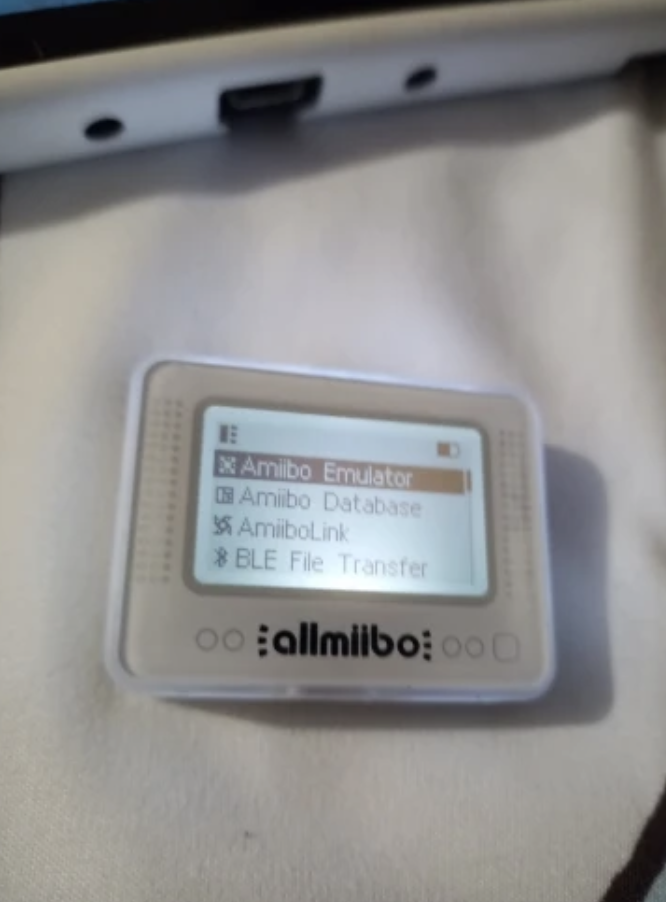 Amiibo Emulator
Amiibo Database
AmiiboLink
BLE File Transfer
allmiibo